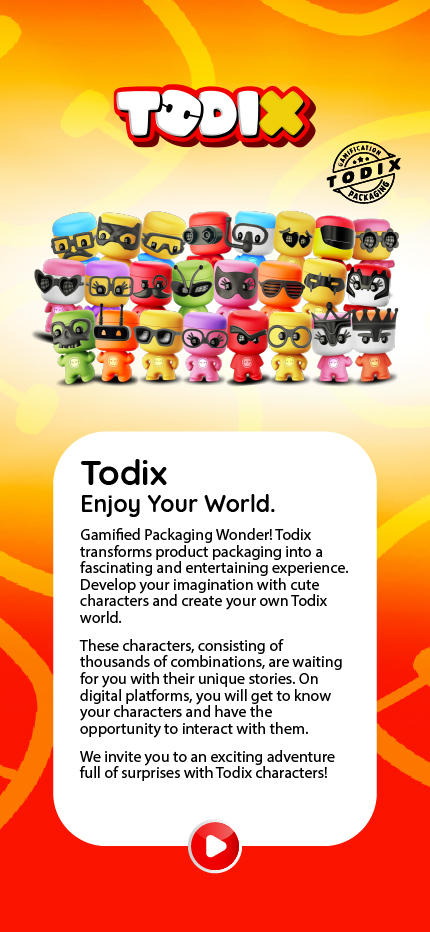 TODIX
GAMIFICATION
TODIX
PACKAGING
Todix
Enjoy Your World.
Gamified Packaging Wonder! Todix
transforms product packaging into a
fascinating and entertaining experience.
Develop your imagination with cute
characters and create your own Todix
world.
These characters, consisting of
thousands of combinations, are waiting
for you with their unique stories. On
digital platforms, you will get to know
your characters and have the
opportunity to interact with them.
We invite you to an exciting adventure
full of surprises with Todix characters!